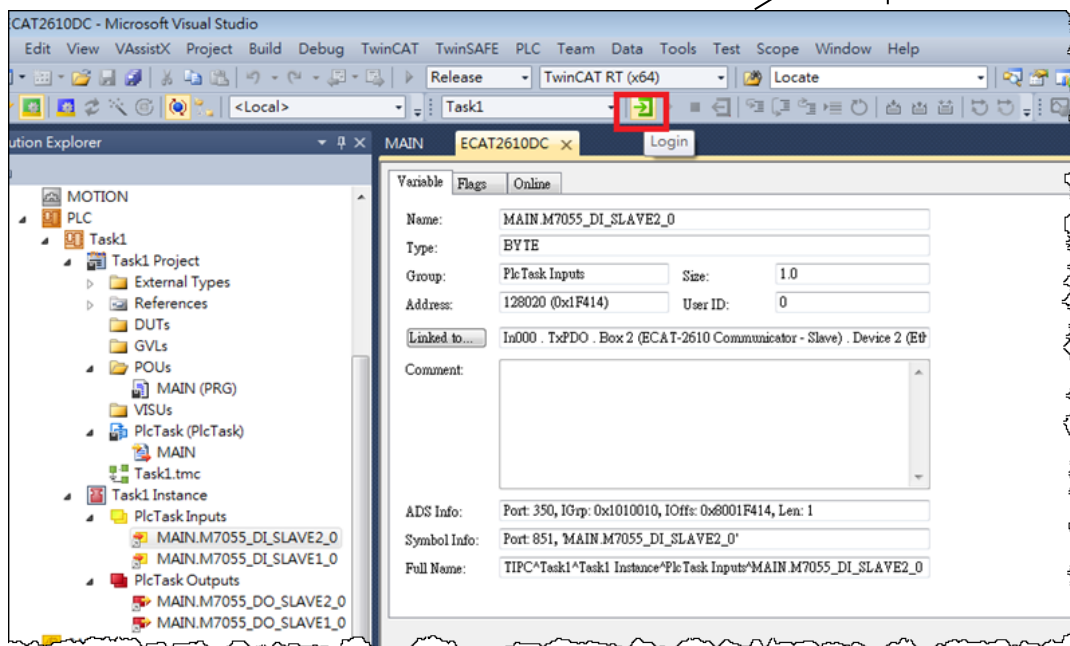 CAT2610DC - Microsoft Visual Studio
Edit View VAssistX Project Build Debug TwinCAT TwinSAFE PLC Team Data Tools Test Scope Window Help
Release TwinCAT RT (x64) Locate
<Local> Task1
Login
ution Explorer
MOTION
PLC
Task1
Task1 Project
External Types
References
DUTs
GVLs
POUs
MAIN (PRG)
VISUs
PlcTask (PlcTask)
MAIN
Task1.tmc
Task1 Instance
PlcTask Inputs
MAIN.M7055_DI_SLAVE2_0
MAIN.M7055_DI_SLAVE1_0
PlcTask Outputs
MAIN.M7055_DO_SLAVE2_0
MAIN.M7055_DO_SLAVE1_0
MAIN ECAT2610DC
Variable Flags Online
Name: MAIN.M7055_DI_SLAVE2_0
Type: BYTE
Group: PlcTask Inputs Size: 1.0
Address: 128020 (0x1F414) User ID: 0
Linked to... In000 . TxPDO . Box 2 (ECAT-2610 Communicator - Slave) . Device 2 (Eth
Comment:
ADS Info: Port: 350, IGrp: 0x1010010, IOffs: 0x8001F414, Len: 1
Symbol Info: Port: 851, 'MAIN.M7055_DI_SLAVE2_0'
Full Name: TIPC^Task1^Task1 Instance^PlcTask Inputs^MAIN.M7055_DI_SLAVE2_0